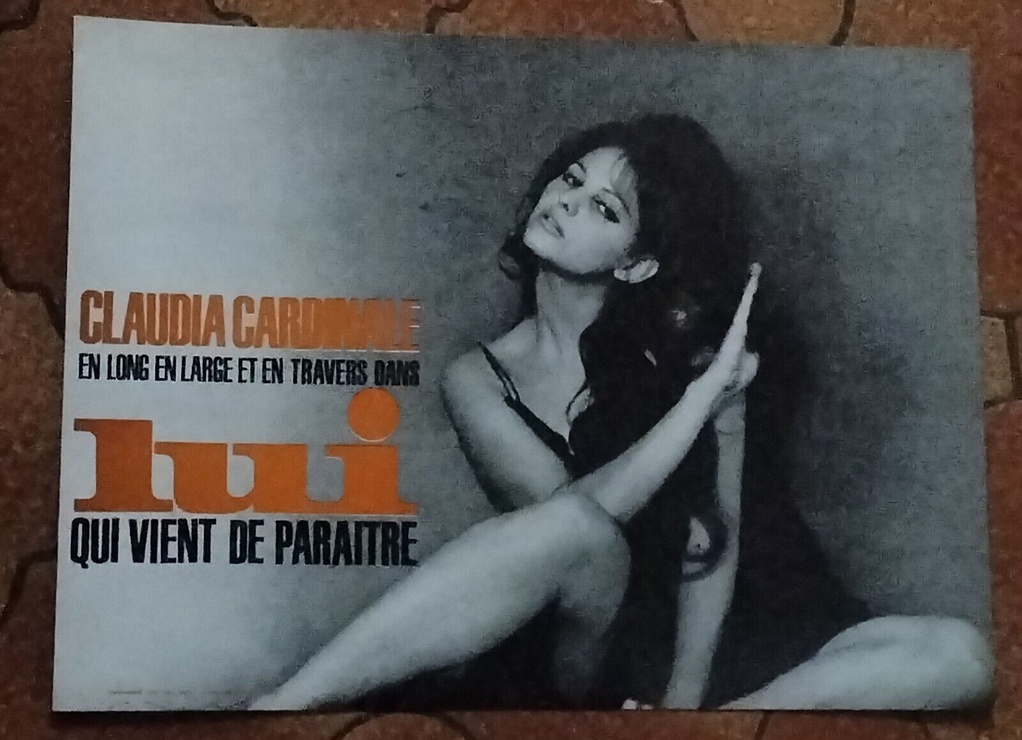 CLAUDIA CARDINALE
EN LONG EN LARGE ET EN TRAVERS DANS
lui
QUI VIENT DE PARAITRE